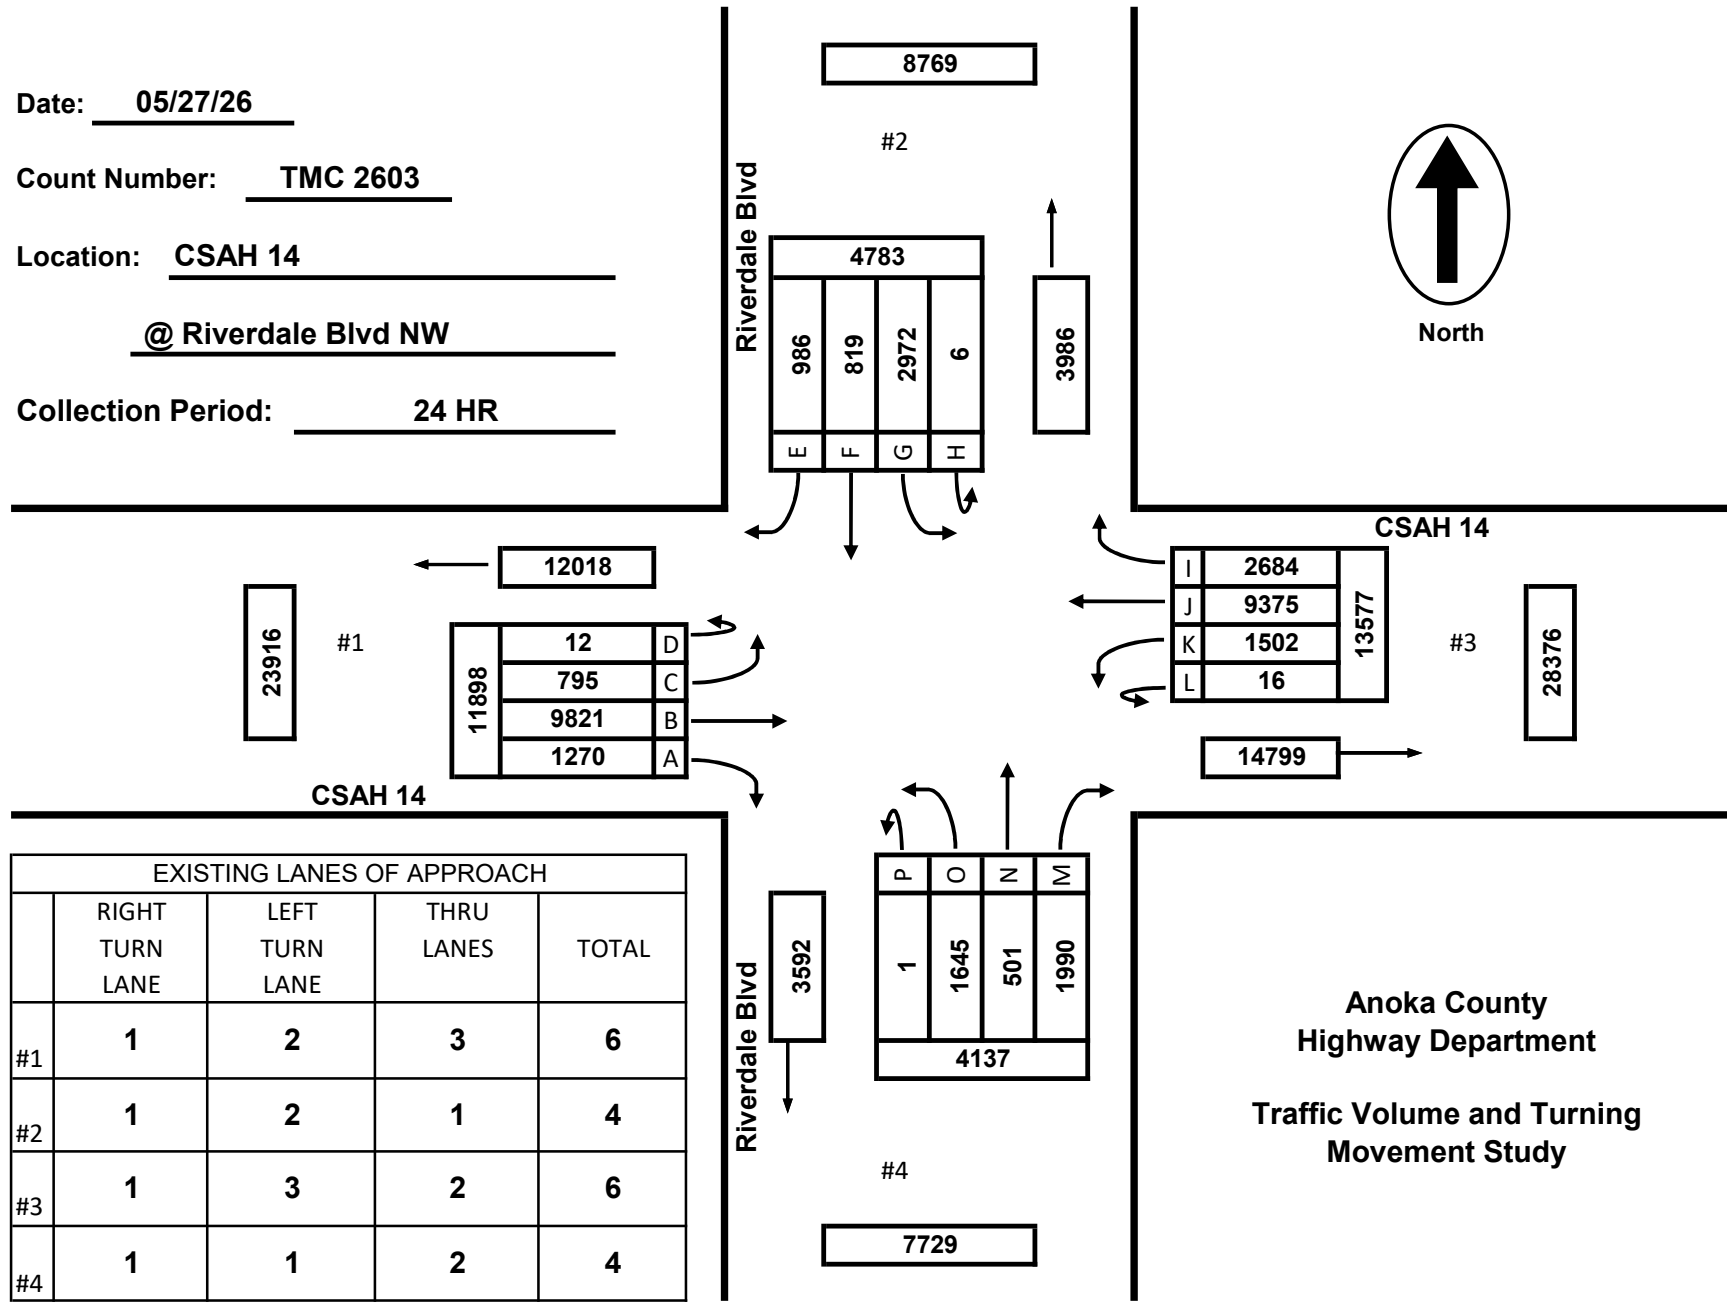 Date: 05/27/26
Count Number: TMC 2603
Location: CSAH 14
@ Riverdale Blvd NW
Collection Period: 24 HR
8769
#2
Riverdale Blvd
4783
986 819 2972 6
E F G H
3986
North
12018
23916
#1
11898
12 D
795 C
9821 B
1270 A
CSAH 14
CSAH 14
I 2684
J 9375
K 1502
L 16
13577
#3
28376
14799
EXISTING LANES OF APPROACH
RIGHT LEFT THRU
TURN TURN LANES TOTAL
LANE LANE
#1 1 2 3 6
#2 1 2 1 4
#3 1 3 2 6
#4 1 1 2 4
Riverdale Blvd
3592
P O N M
1 1645 501 1990
4137
#4
7729
Anoka County
Highway Department
Traffic Volume and Turning
Movement Study